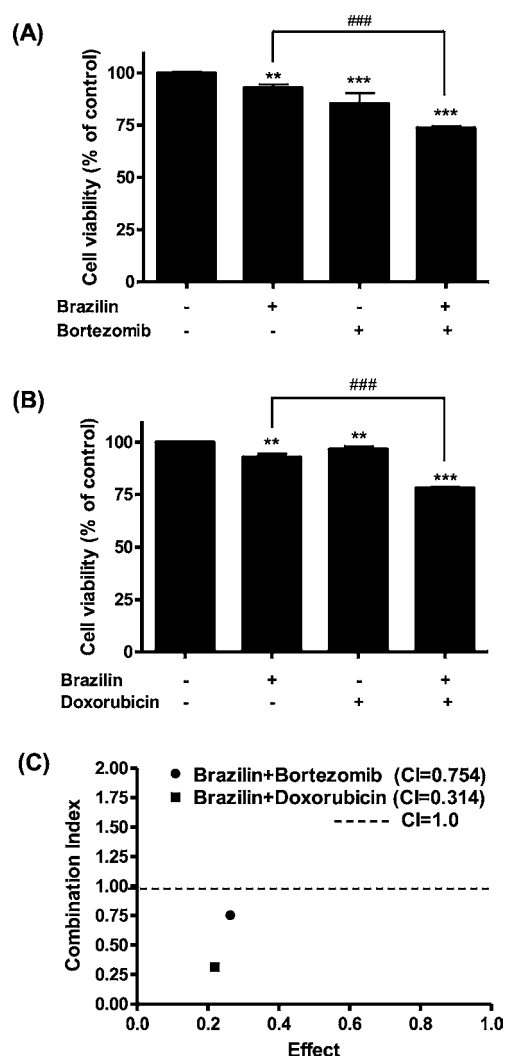 (A)
###
Cell viability (% of control)
100
75
50
25
0
** *** ***
Brazilin - + - +
Bortezomib - - + +
(B)
###
Cell viability (% of control)
100
75
50
25
0
** ** ***
Brazilin - + - +
Doxorubicin - - + +
(C)
Combination Index
2.00
1.75
1.50
1.25
1.00
0.75
0.50
0.25
0.00
Brazilin+Bortezomib (CI=0.754)
Brazilin+Doxorubicin (CI=0.314)
CI=1.0
0.0 0.2 0.4 0.6 0.8 1.0
Effect